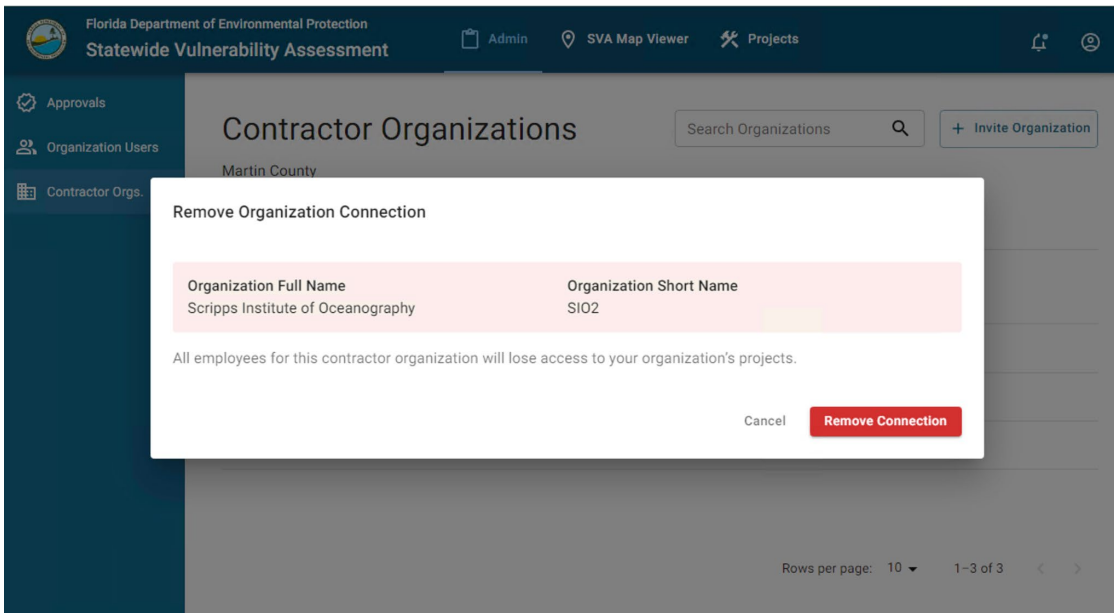 Florida Department of Environmental Protection
Statewide Vulnerability Assessment
Admin
SVA Map Viewer
Projects
Approvals
Organization Users
Contractor Orgs.
Contractor Organizations
Search Organizations
+ Invite Organization
Martin County
Remove Organization Connection
Organization Full Name
Scripps Institute of Oceanography
Organization Short Name
SIO2
All employees for this contractor organization will lose access to your organization's projects.
Cancel
Remove Connection
Rows per page: 10
1–3 of 3